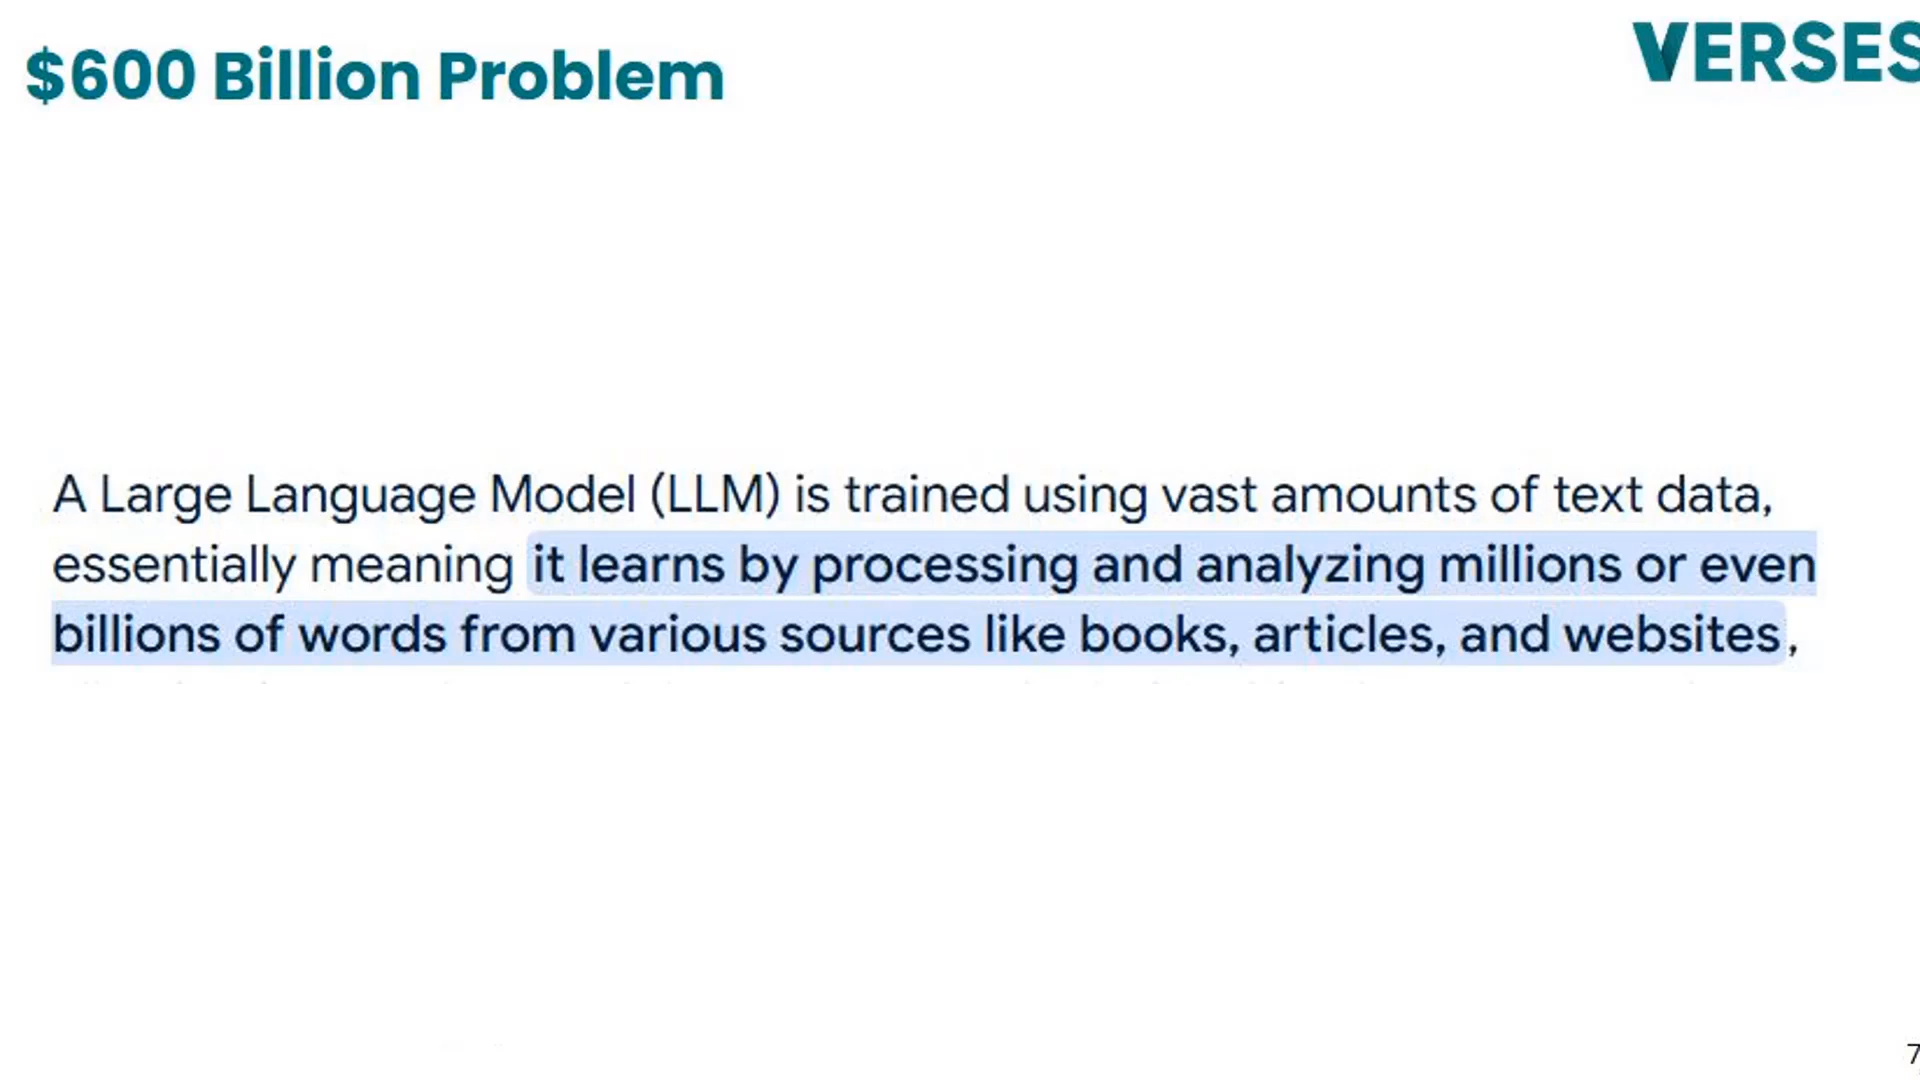 $600 Billion Problem
VERSES
A Large Language Model (LLM) is trained using vast amounts of text data,
essentially meaning it learns by processing and analyzing millions or even
billions of words from various sources like books, articles, and websites,
7